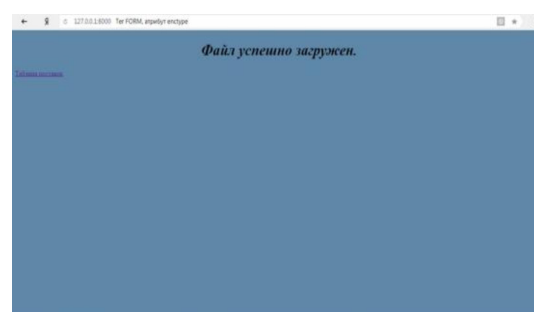 127.0.0.1:8000 Тег FORM, атрибут enctype
Файл успешно загружен.